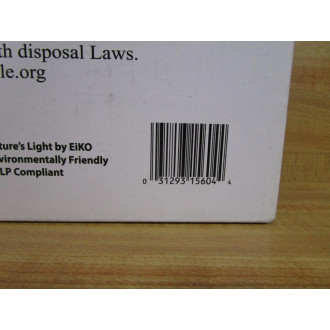 th disposal Laws.
le.org
ture's Light by EiKO
vironmentally Friendly
LP Compliant
0 31293 15604 4